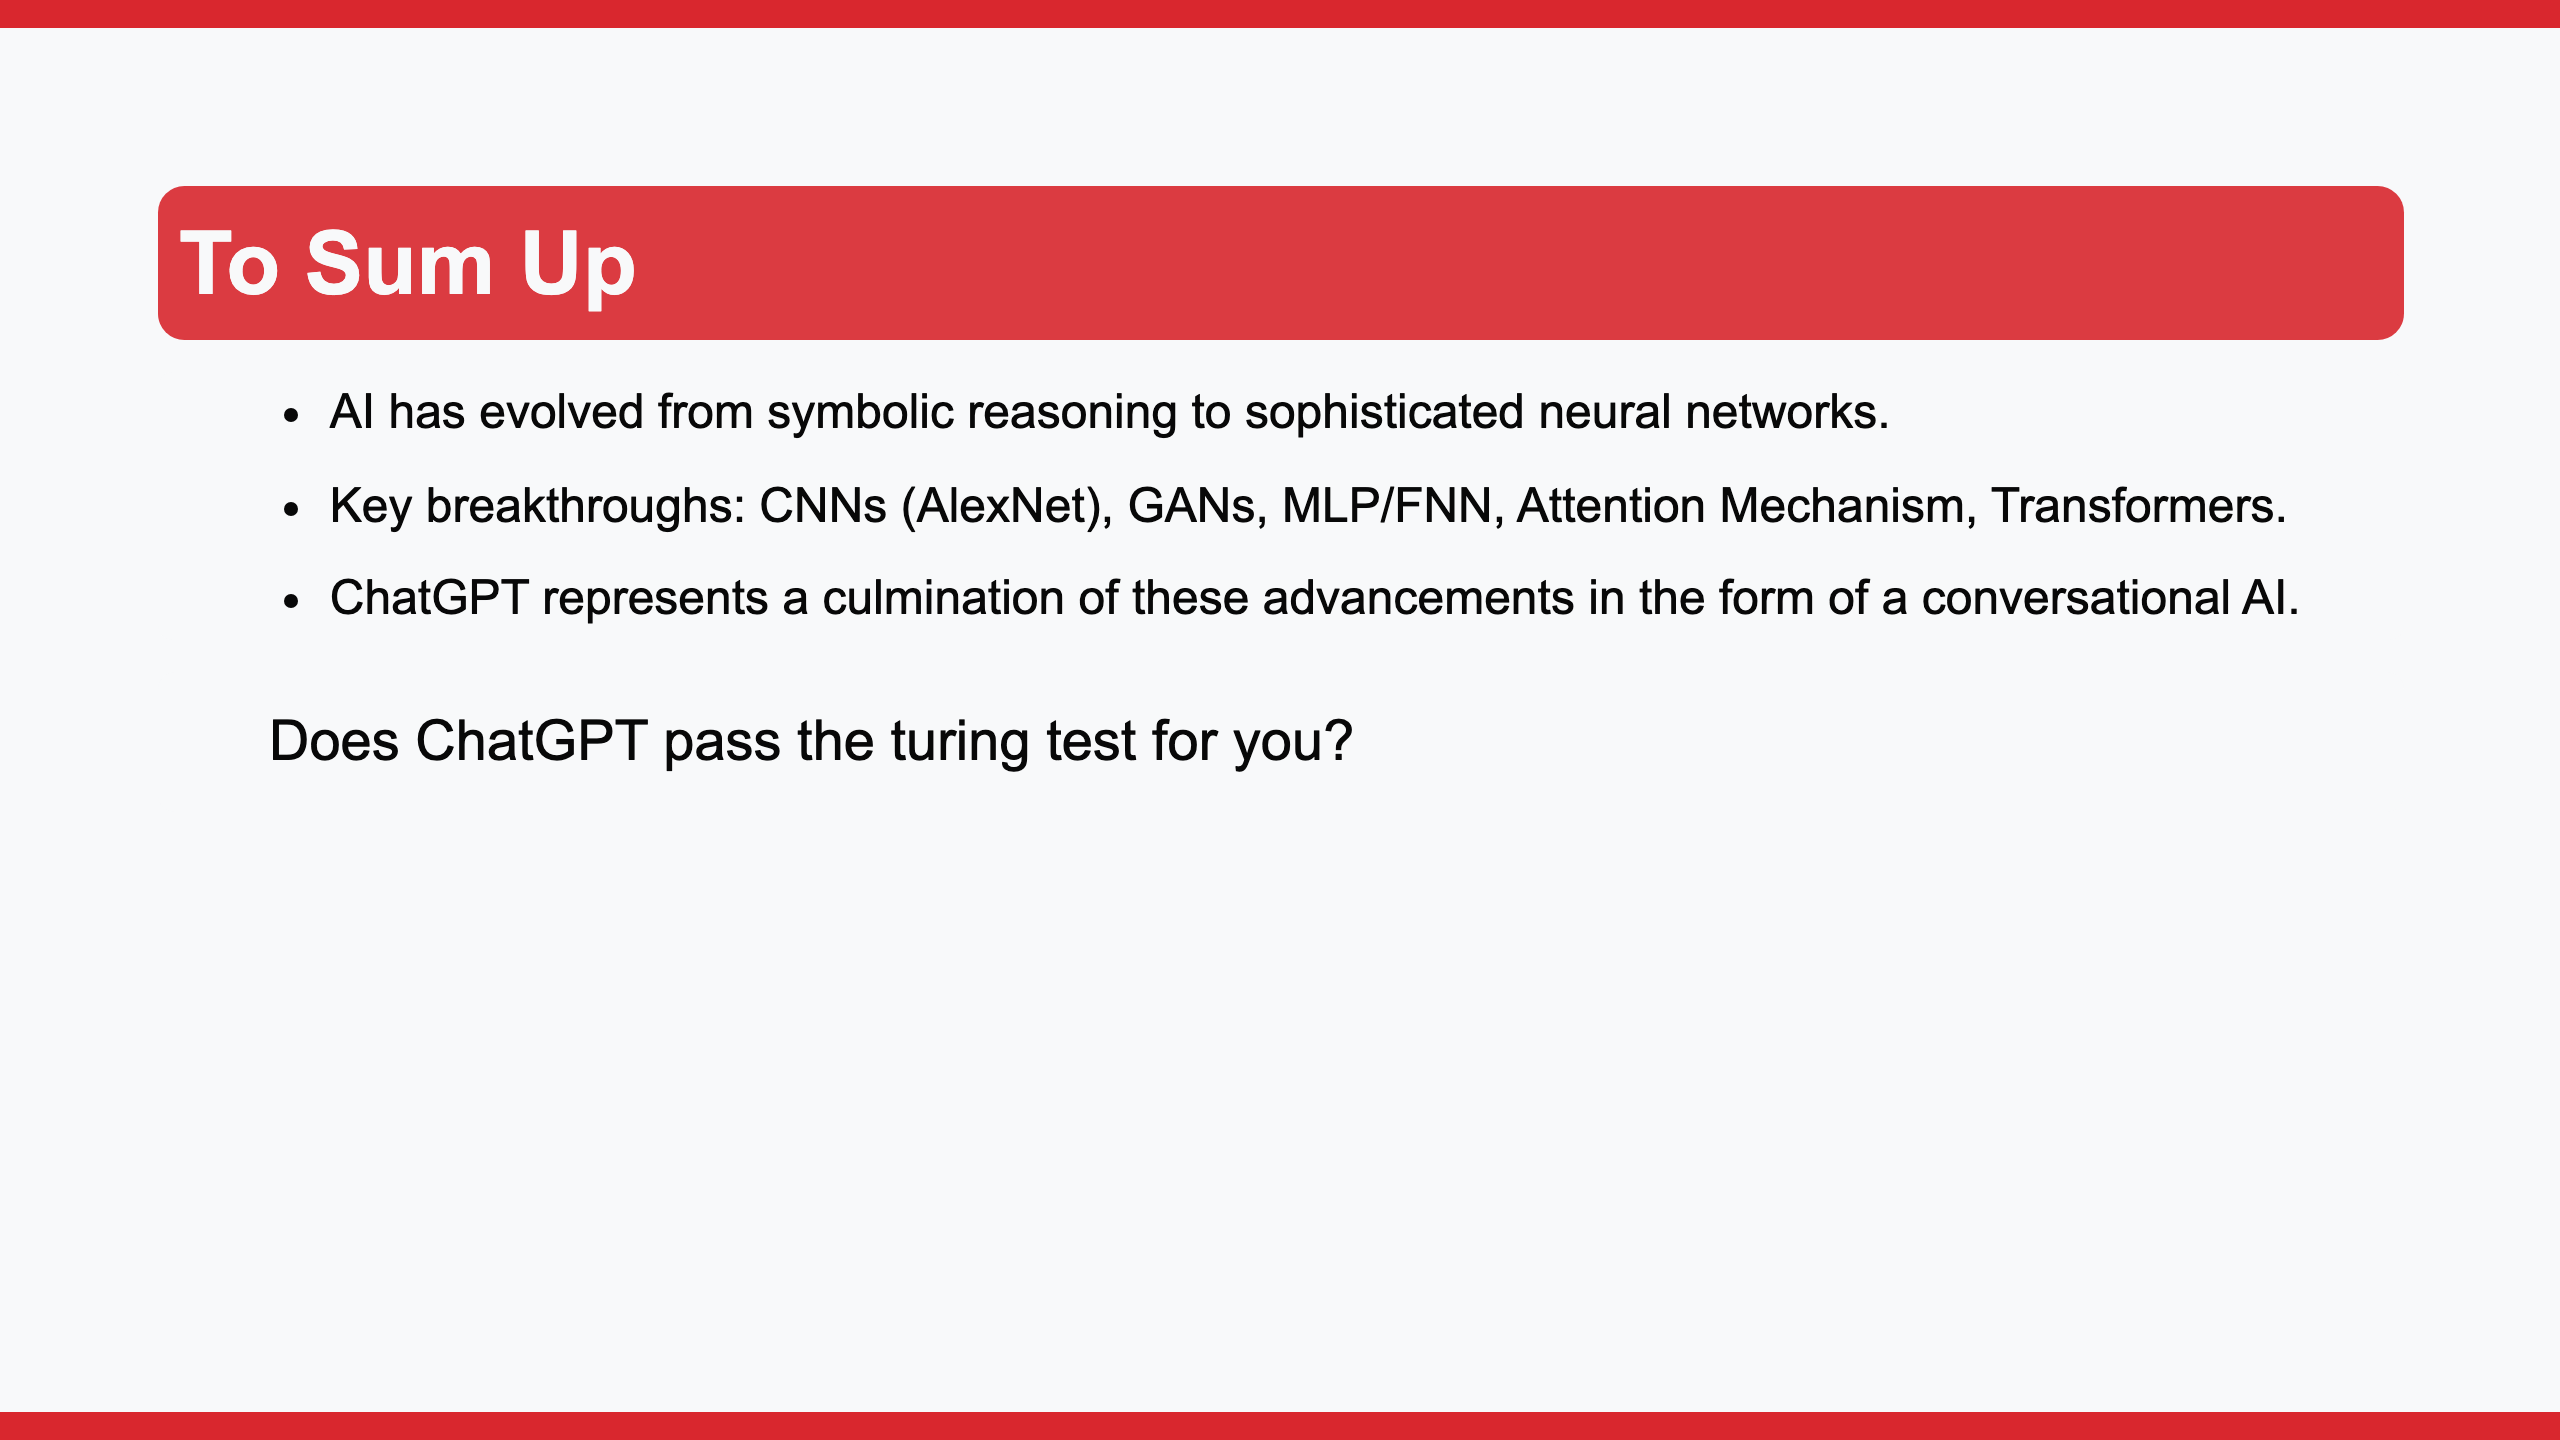 To Sum Up
• AI has evolved from symbolic reasoning to sophisticated neural networks.
• Key breakthroughs: CNNs (AlexNet), GANs, MLP/FNN, Attention Mechanism, Transformers.
• ChatGPT represents a culmination of these advancements in the form of a conversational AI.
Does ChatGPT pass the turing test for you?